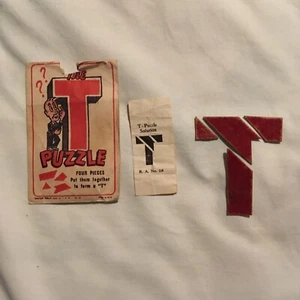 THE
T
PUZZLE
FOUR PIECES
Put them together
to form a "T"
T-Puzzle
Solution